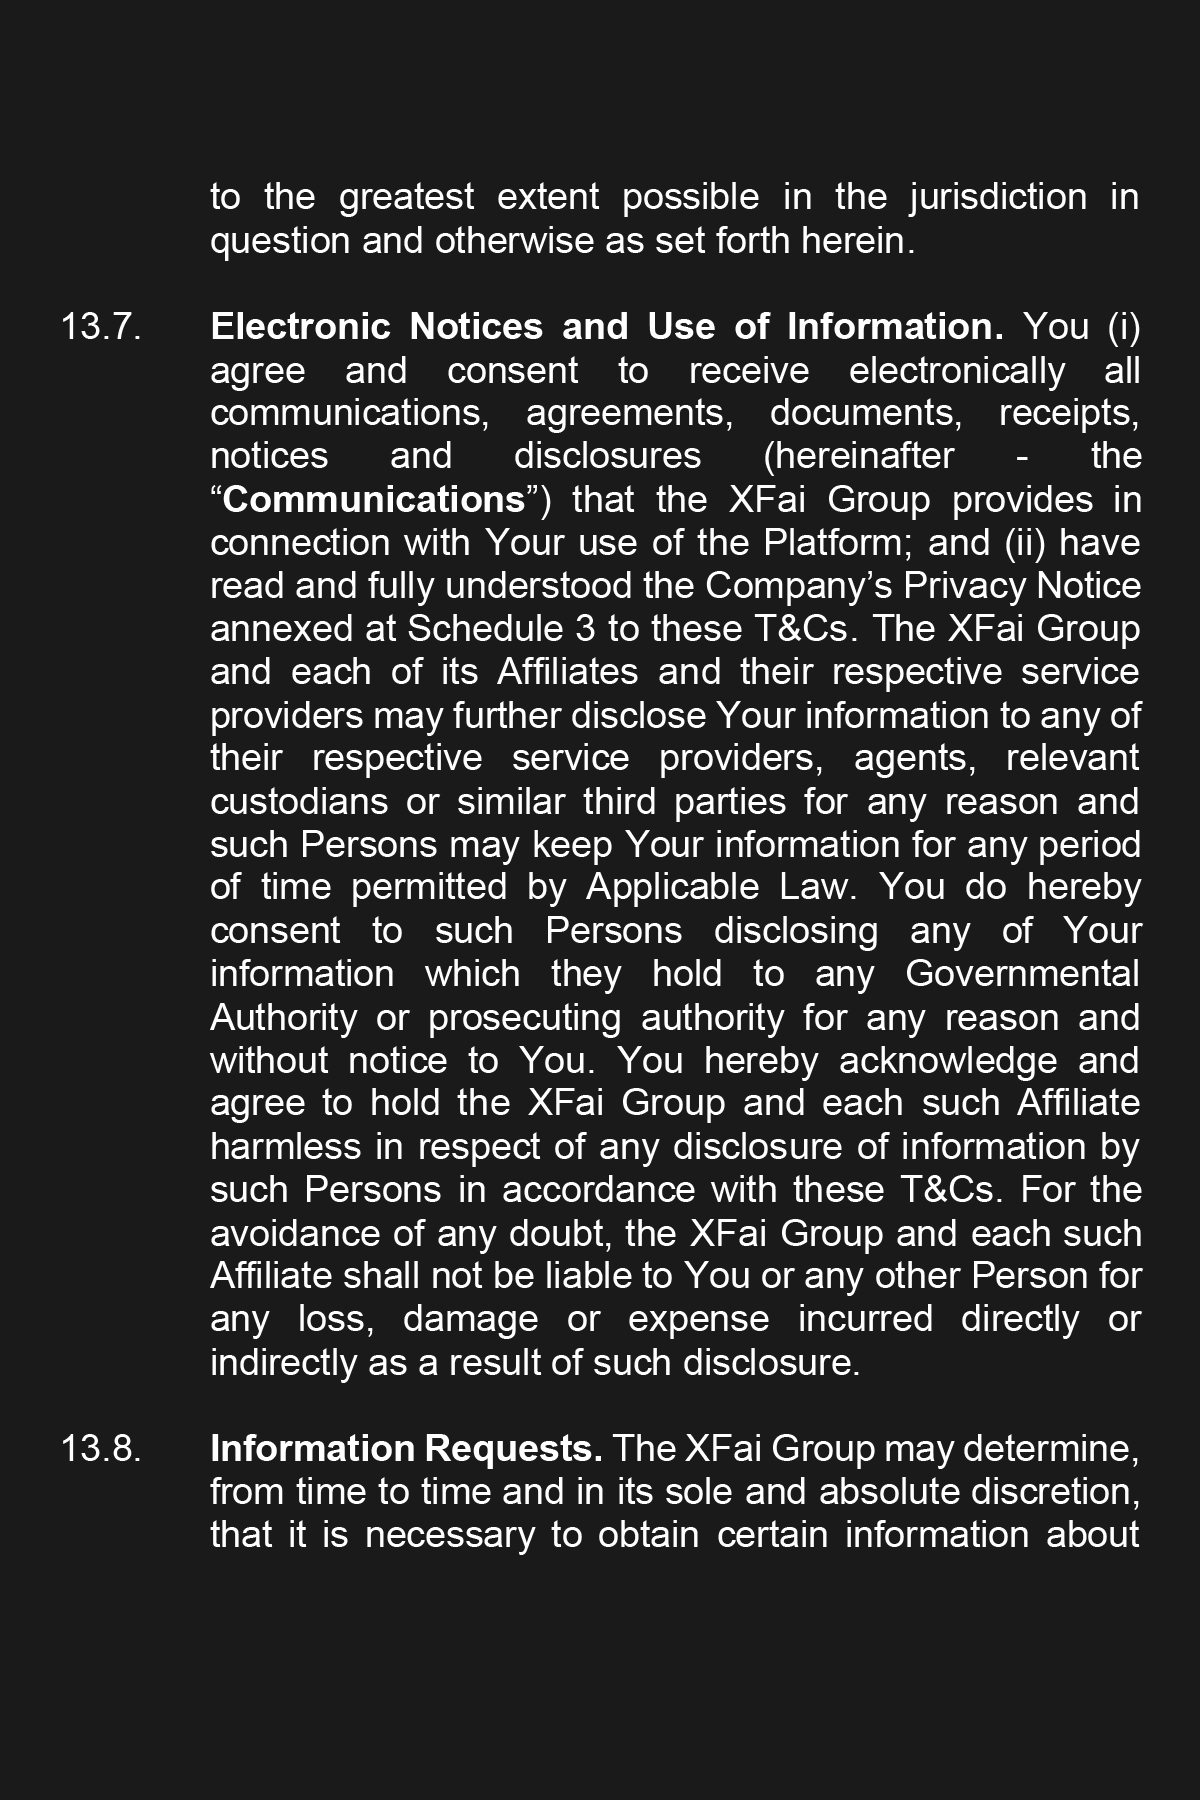 to the greatest extent possible in the jurisdiction in
question and otherwise as set forth herein.
13.7. Electronic Notices and Use of Information. You (i)
agree and consent to receive electronically all
communications, agreements, documents, receipts,
notices and disclosures (hereinafter - the
“Communications”) that the XFai Group provides in
connection with Your use of the Platform; and (ii) have
read and fully understood the Company’s Privacy Notice
annexed at Schedule 3 to these T&Cs. The XFai Group
and each of its Affiliates and their respective service
providers may further disclose Your information to any of
their respective service providers, agents, relevant
custodians or similar third parties for any reason and
such Persons may keep Your information for any period
of time permitted by Applicable Law. You do hereby
consent to such Persons disclosing any of Your
information which they hold to any Governmental
Authority or prosecuting authority for any reason and
without notice to You. You hereby acknowledge and
agree to hold the XFai Group and each such Affiliate
harmless in respect of any disclosure of information by
such Persons in accordance with these T&Cs. For the
avoidance of any doubt, the XFai Group and each such
Affiliate shall not be liable to You or any other Person for
any loss, damage or expense incurred directly or
indirectly as a result of such disclosure.
13.8. Information Requests. The XFai Group may determine,
from time to time and in its sole and absolute discretion,
that it is necessary to obtain certain information about